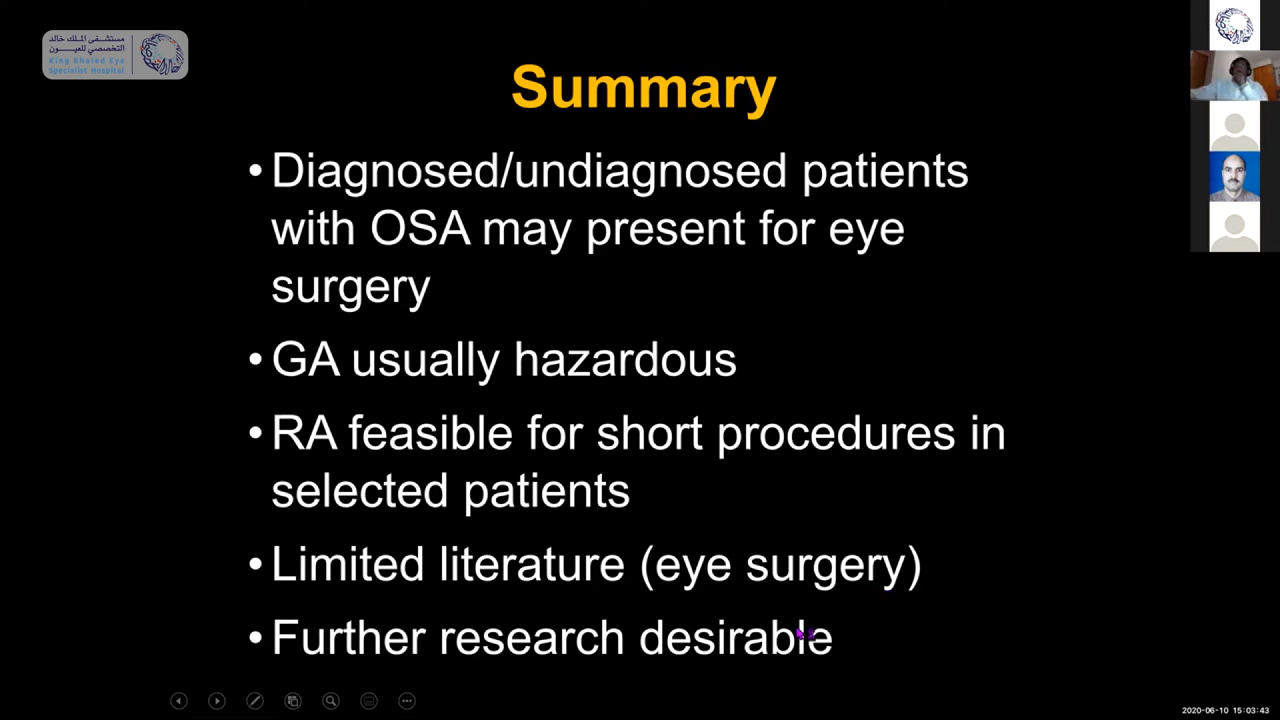 مستشفى الملك خالد
التخصصي للعيون
King Khaled Eye
Specialist Hospital
Summary
•Diagnosed/undiagnosed patients
with OSA may present for eye
surgery
•GA usually hazardous
•RA feasible for short procedures in
selected patients
•Limited literature (eye surgery)
•Further research desirable
2020-06-10 15:03:43